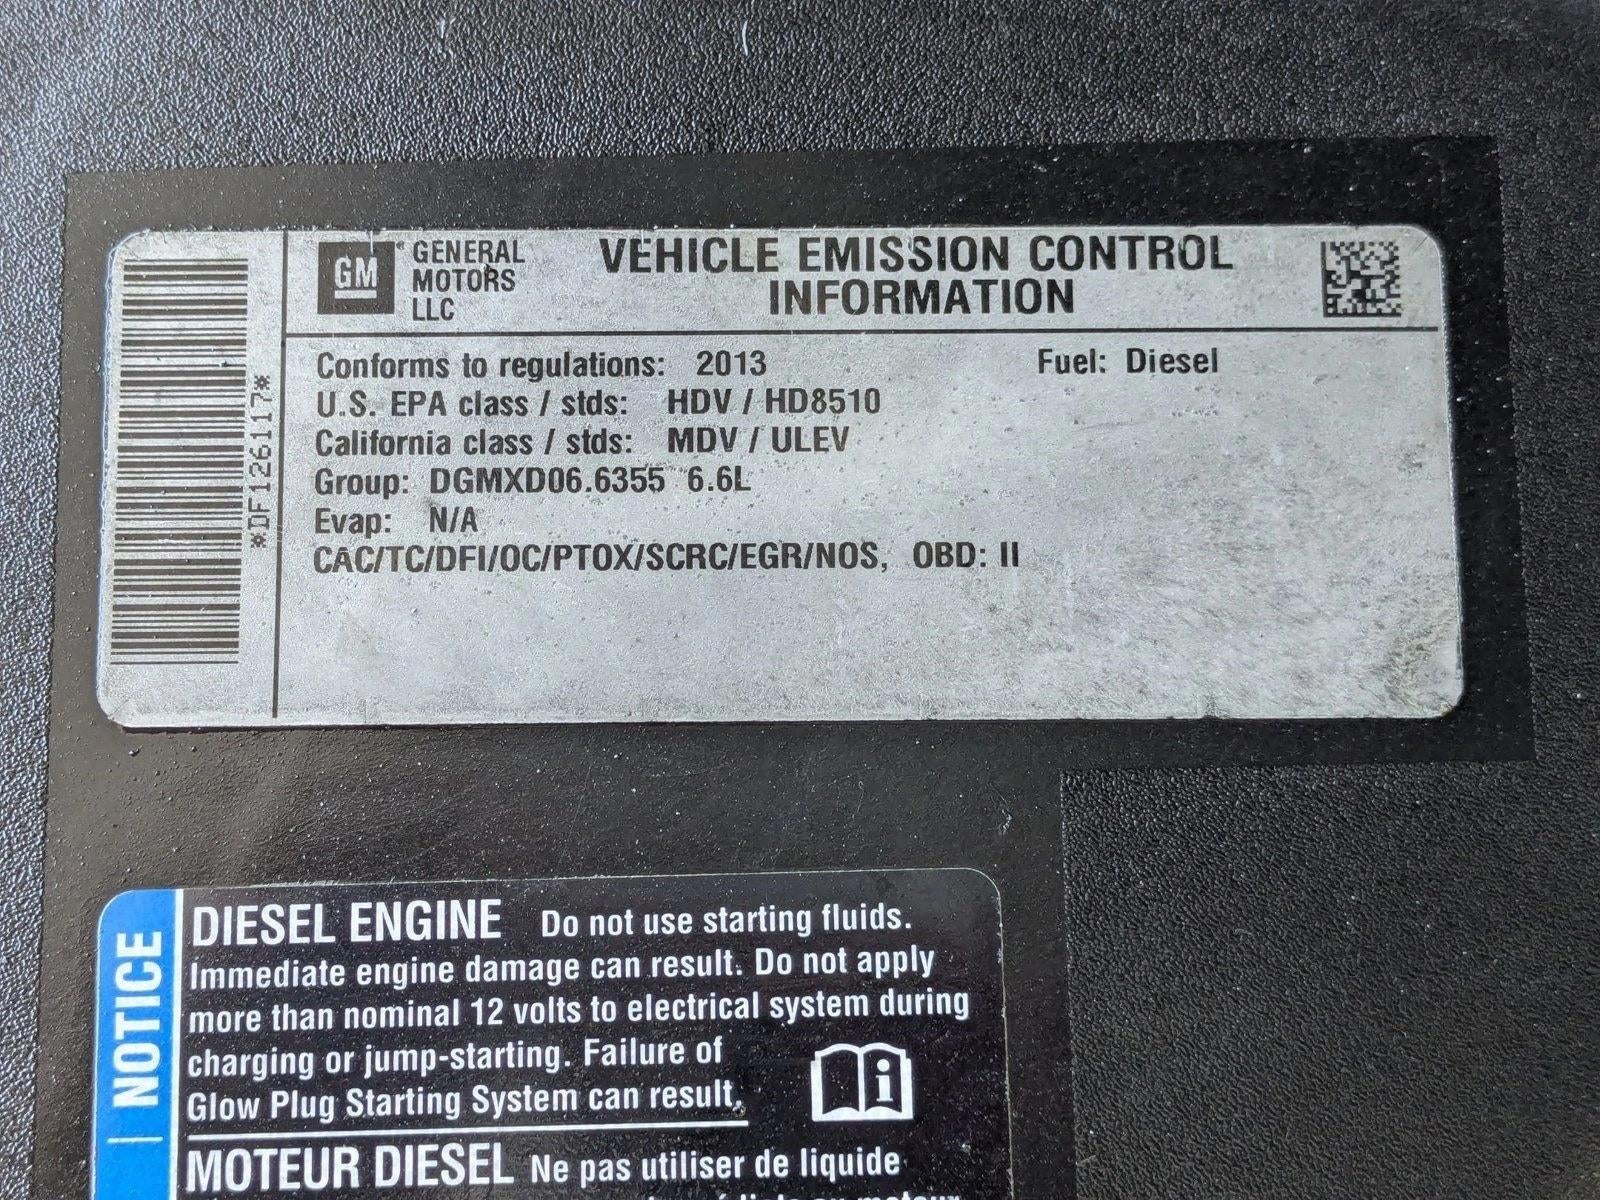 GM GENERAL
MOTORS
LLC
VEHICLE EMISSION CONTROL
INFORMATION
*DF126117*
Conforms to regulations: 2013 Fuel: Diesel
U.S. EPA class / stds: HDV / HD8510
California class / stds: MDV / ULEV
Group: DGMXD06.6355 6.6L
Evap: N/A
CAC/TC/DFI/OC/PTOX/SCRC/EGR/NOS, OBD: II
NOTICE
DIESEL ENGINE Do not use starting fluids.
Immediate engine damage can result. Do not apply
more than nominal 12 volts to electrical system during
charging or jump-starting. Failure of
Glow Plug Starting System can result.
i
MOTEUR DIESEL Ne pas utiliser de liquide